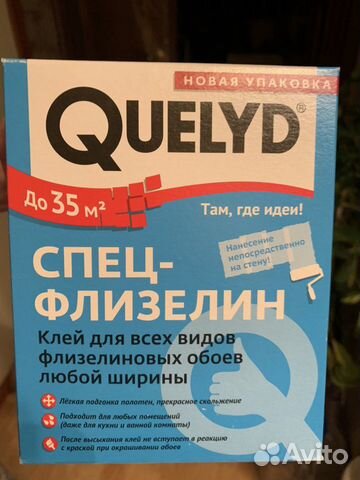 НОВАЯ УПАКОВКА
QUELYD®
До 35 м²
Там, где идеи!
Нанесение
непосредственно
на стену!
СПЕЦ-
ФЛИЗЕЛИН
Клей для всех видов
флизелиновых обоев
любой ширины
Лёгкая подгонка полотен, прекрасное скольжение
Подходит для любых помещений
(даже для кухни и ванной комнаты)
После высыхания клей не вступает в реакцию
с краской при окрашивании обоев
Avito